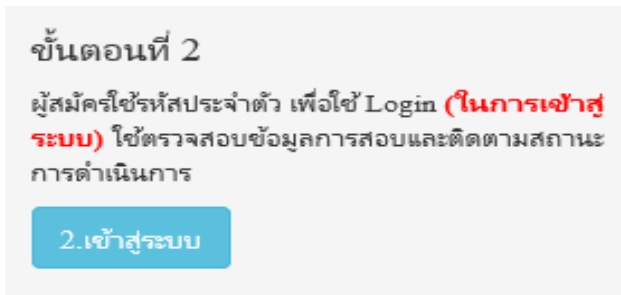 ขั้นตอนที่ 2
ผู้สมัครใช้รหัสประจำตัว เพื่อใช้ Login (ในการเข้าสู่
ระบบ) ใช้ตรวจสอบข้อมูลการสอบและติดตามสถานะ
การดำเนินการ
2.เข้าสู่ระบบ